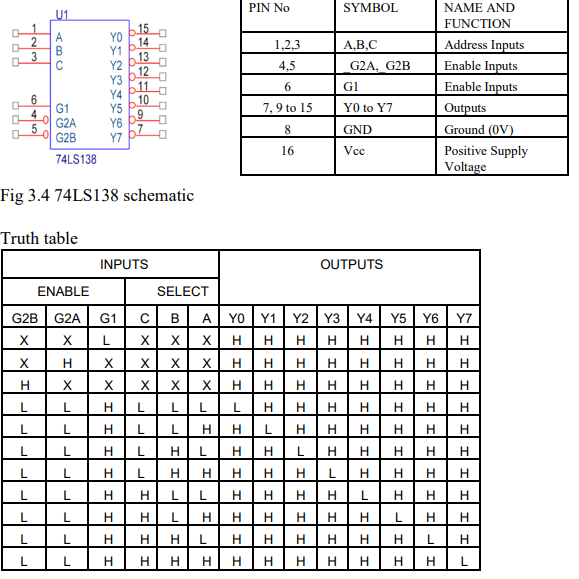 U1
1 A Y0 15
2 B Y1 14
3 C Y2 13
Y3 12
Y4 11
6 G1 Y5 10
4 G2A Y6 9
5 G2B Y7 7
74LS138
PIN No SYMBOL NAME AND FUNCTION
1,2,3 A,B,C Address Inputs
4,5 _G2A,_G2B Enable Inputs
6 G1 Enable Inputs
7, 9 to 15 Y0 to Y7 Outputs
8 GND Ground (0V)
16 Vcc Positive Supply Voltage
Fig 3.4 74LS138 schematic
Truth table
INPUTS OUTPUTS
ENABLE SELECT
G2B G2A G1 C B A Y0 Y1 Y2 Y3 Y4 Y5 Y6 Y7
X X L X X X H H H H H H H H
X H X X X X H H H H H H H H
H X X X X X H H H H H H H H
L L H L L L L H H H H H H H
L L H L L H H L H H H H H H
L L H L H L H H L H H H H H
L L H L H H H H H L H H H H
L L H H L L H H H H L H H H
L L H H L H H H H H H L H H
L L H H H L H H H H H H L H
L L H H H H H H H H H H H L